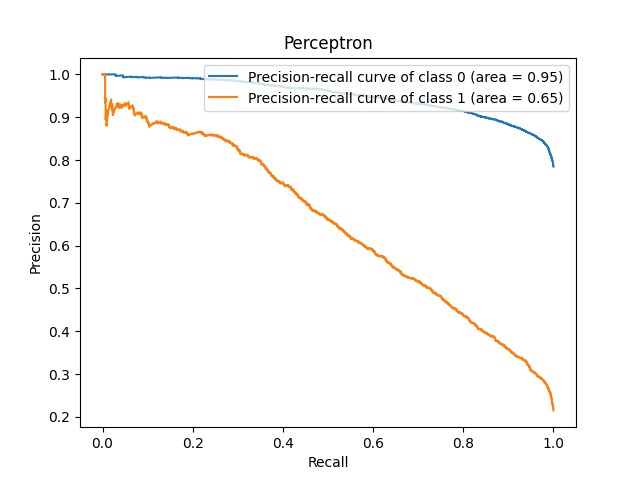 Perceptron
Precision-recall curve of class 0 (area = 0.95)
Precision-recall curve of class 1 (area = 0.65)
1.0
0.9
0.8
0.7
0.6
0.5
0.4
0.3
0.2
Precision
0.0 0.2 0.4 0.6 0.8 1.0
Recall